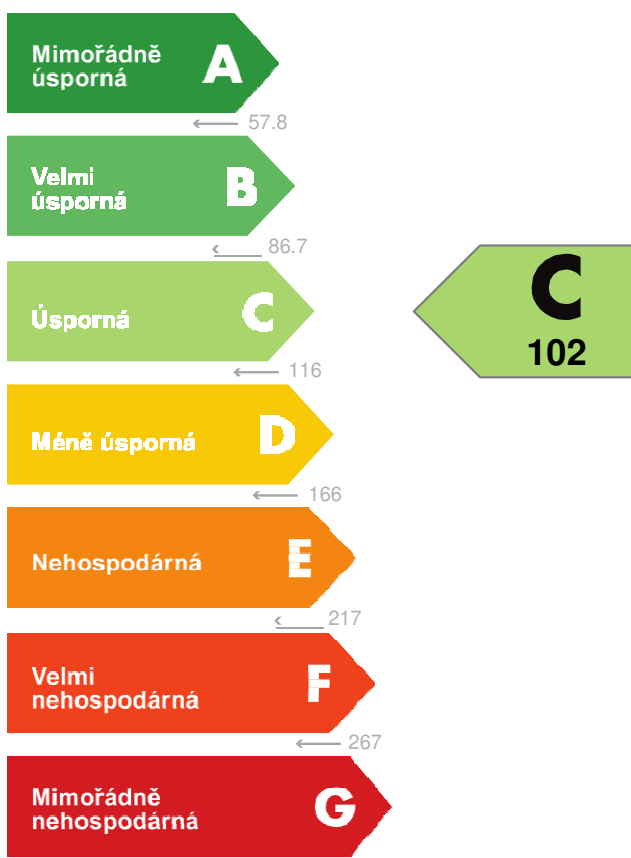 Mimořádně
úsporná
A
57.8
Velmi
úsporná
B
86.7
C
102
Úsporná
C
116
Méně úsporná
D
166
Nehospodárná
E
217
Velmi
nehospodárná
F
267
Mimořádně
nehospodárná
G